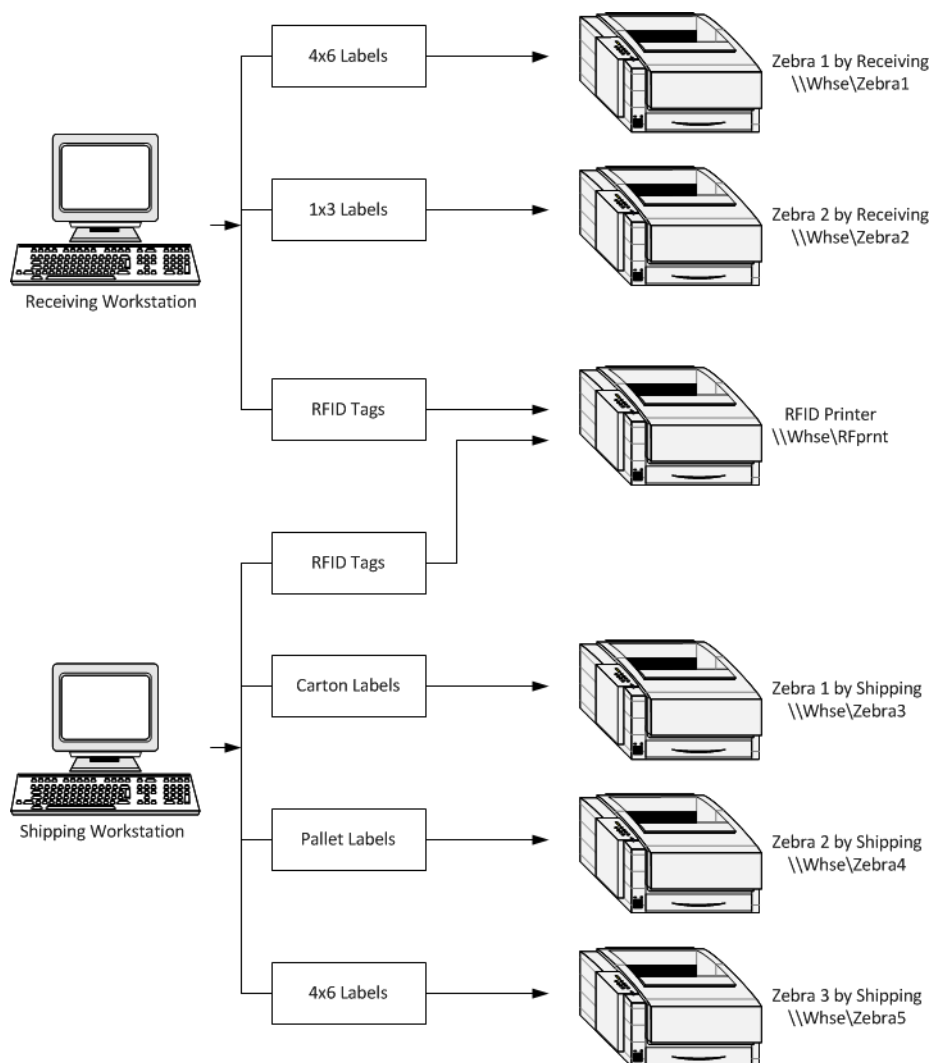 4x6 Labels
Zebra 1 by Receiving
\\Whse\Zebra1
1x3 Labels
Zebra 2 by Receiving
\\Whse\Zebra2
Receiving Workstation
RFID Tags
RFID Printer
\\Whse\RFprnt
RFID Tags
Carton Labels
Zebra 1 by Shipping
\\Whse\Zebra3
Shipping Workstation
Pallet Labels
Zebra 2 by Shipping
\\Whse\Zebra4
4x6 Labels
Zebra 3 by Shipping
\\Whse\Zebra5